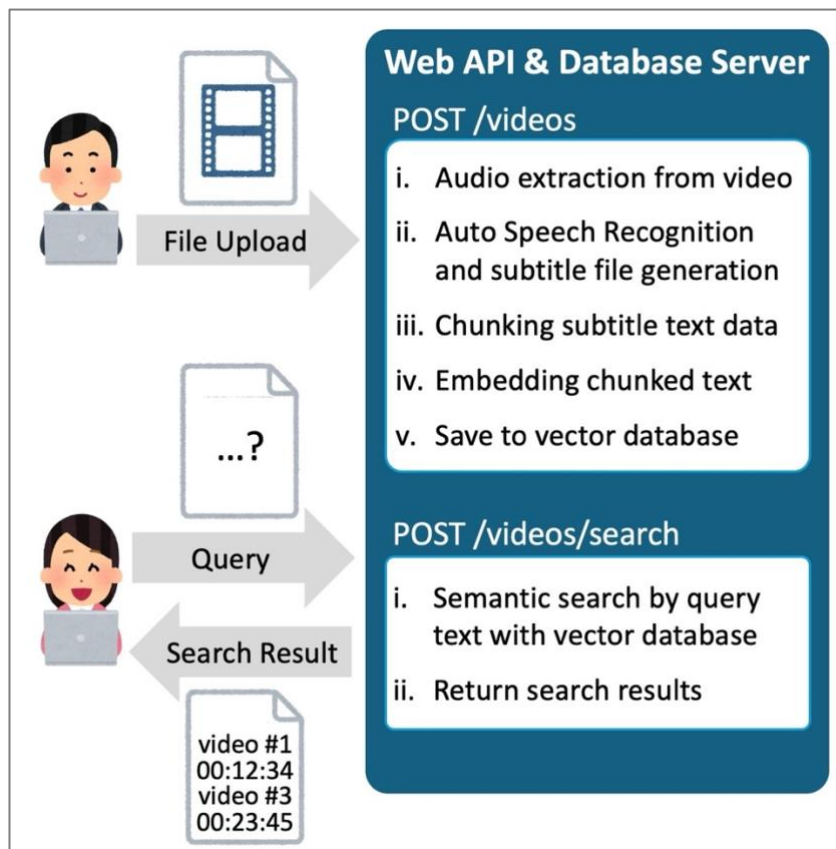 Web API & Database Server
POST /videos
i. Audio extraction from video
ii. Auto Speech Recognition
and subtitle file generation
iii. Chunking subtitle text data
iv. Embedding chunked text
v. Save to vector database
File Upload
...?
Query
Search Result
video #1
00:12:34
video #3
00:23:45
POST /videos/search
i. Semantic search by query
text with vector database
ii. Return search results